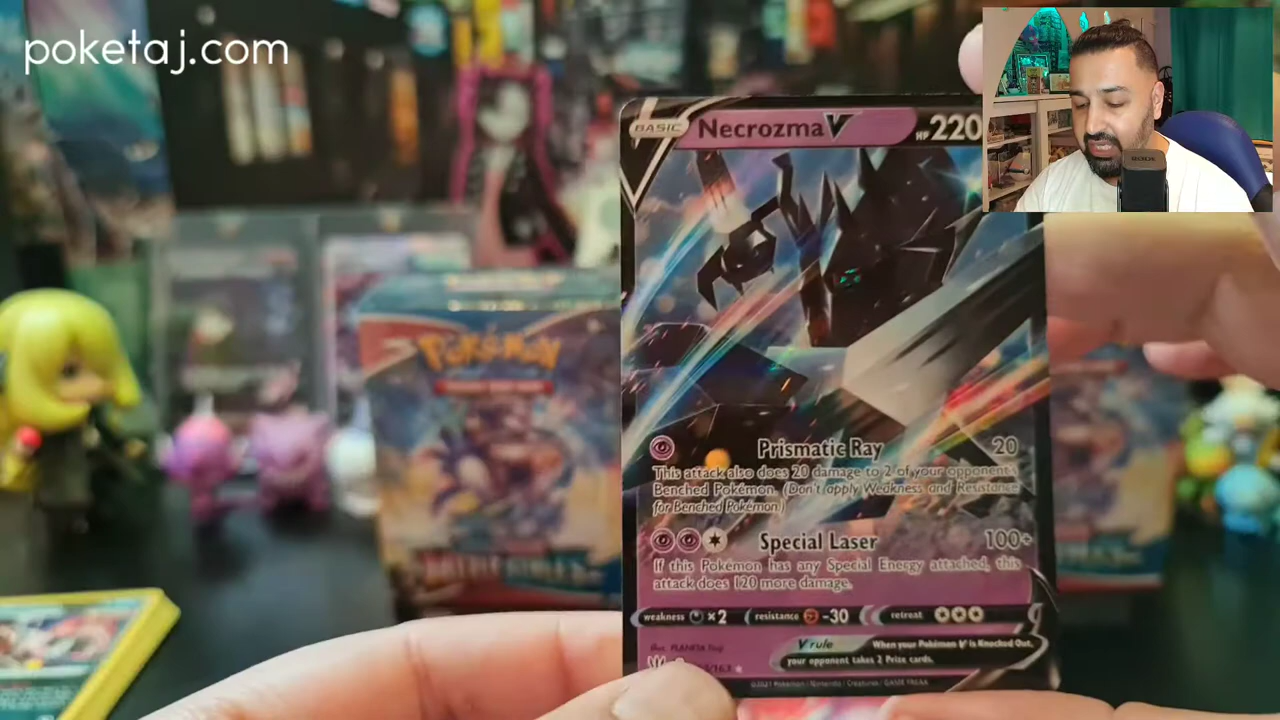 poketaj.com
BASIC
Necrozma V
HP 220
Prismatic Ray 20
This attack also does 20 damage to 2 of your opponent's
Benched Pokémon. (Don't apply Weakness and Resistance
for Benched Pokémon.)
Special Laser 100+
If this Pokémon has any Special Energy attached, this
attack does 120 more damage.
weakness ×2 resistance -30 retreat
V rule When your Pokémon V is Knocked Out,
your opponent takes 2 Prize cards.
©2021 Pokémon / Nintendo / Creatures / GAME FREAK
POKÉMON